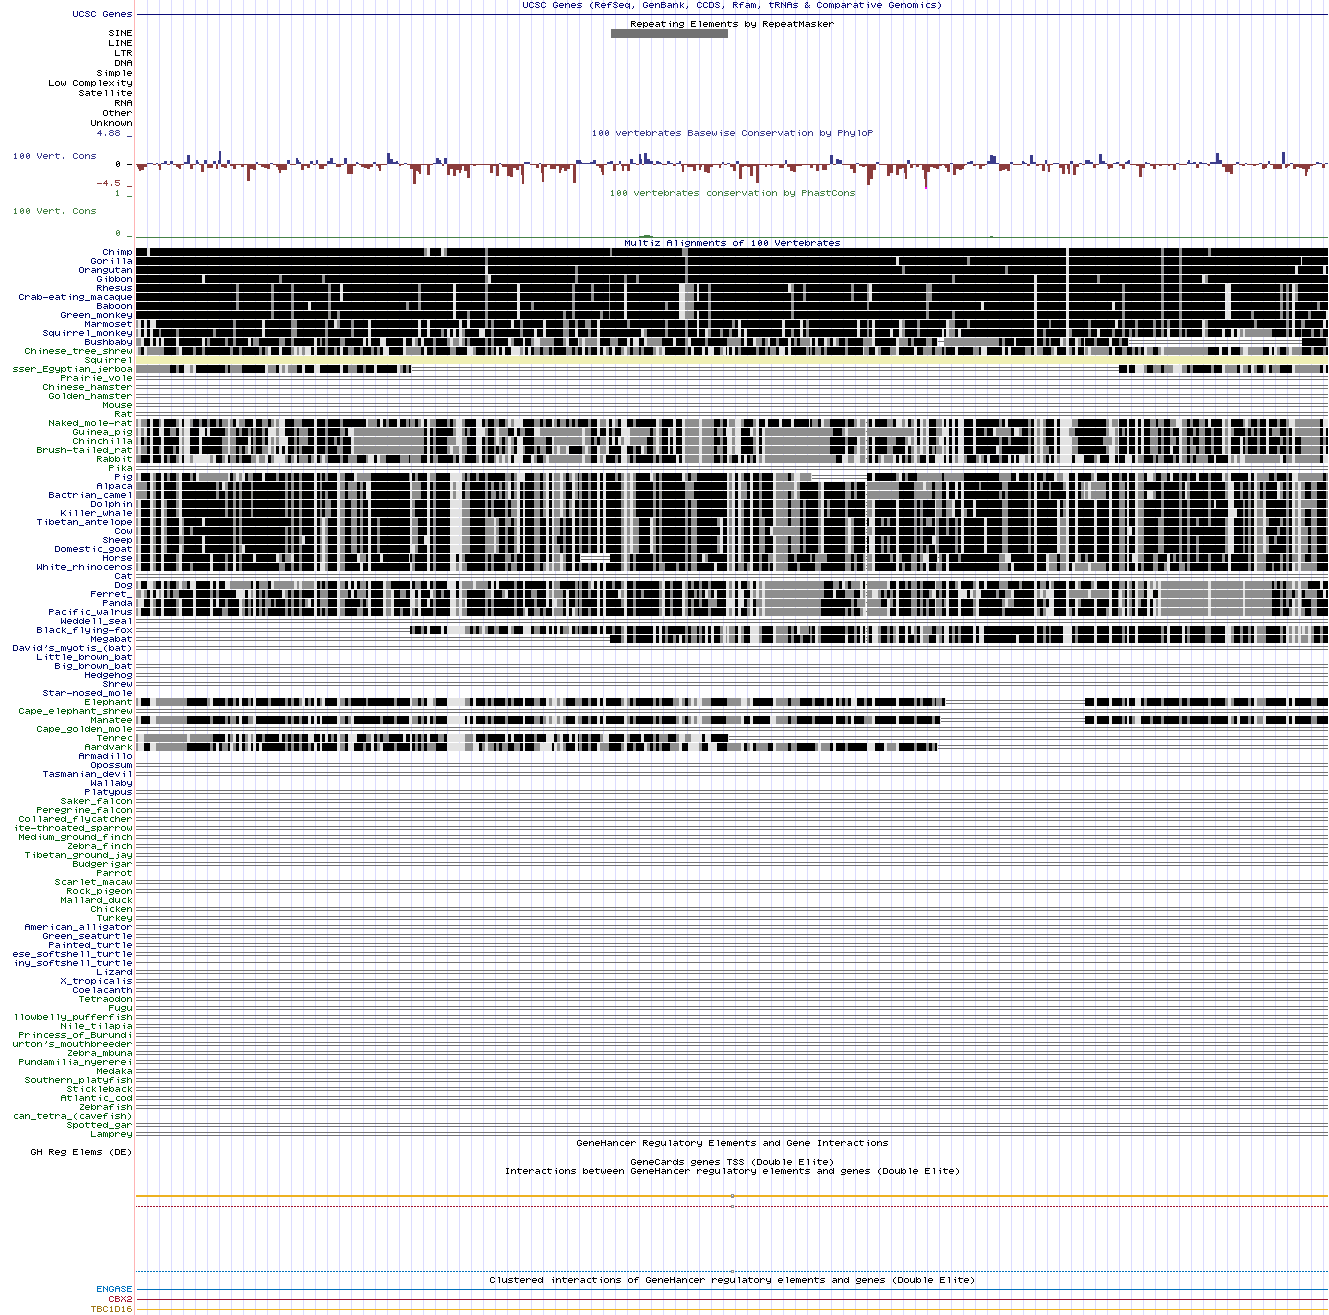 UCSC Genes (RefSeq, GenBank, CCDS, Rfam, tRNAs & Comparative Genomics)
UCSC Genes
Repeating Elements by RepeatMasker
SINE
LINE
LTR
DNA
Simple
Low Complexity
Satellite
RNA
Other
Unknown
4.88 _
100 vertebrates Basewise Conservation by PhyloP
100 Vert. Cons
0 _
-4.5 _
100 vertebrates conservation by PhastCons
1 _
100 Vert. Cons
0 _
Multiz Alignments of 100 Vertebrates
Chimp
Gorilla
Orangutan
Gibbon
Rhesus
Crab-eating_macaque
Baboon
Green_monkey
Marmoset
Squirrel_monkey
Bushbaby
Chinese_tree_shrew
Squirrel
sser_Egyptian_jerboa
Prairie_vole
Chinese_hamster
Golden_hamster
Mouse
Rat
Naked_mole-rat
Guinea_pig
Chinchilla
Brush-tailed_rat
Rabbit
Pika
Pig
Alpaca
Bactrian_camel
Dolphin
Killer_whale
Tibetan_antelope
Cow
Sheep
Domestic_goat
Horse
White_rhinoceros
Cat
Dog
Ferret_
Panda
Pacific_walrus
Weddell_seal
Black_flying-fox
Megabat
David's_myotis_(bat)
Little_brown_bat
Big_brown_bat
Hedgehog
Shrew
Star-nosed_mole
Elephant
Cape_elephant_shrew
Manatee
Cape_golden_mole
Tenrec
Aardvark
Armadillo
Opossum
Tasmanian_devil
Wallaby
Platypus
Saker_falcon
Peregrine_falcon
Collared_flycatcher
ite-throated_sparrow
Medium_ground_finch
Zebra_finch
Tibetan_ground_jay
Budgerigar
Parrot
Scarlet_macaw
Rock_pigeon
Mallard_duck
Chicken
Turkey
American_alligator
Green_seaturtle
Painted_turtle
ese_softshell_turtle
iny_softshell_turtle
Lizard
X_tropicalis
Coelacanth
Tetraodon
Fugu
llowbelly_pufferfish
Nile_tilapia
Princess_of_Burundi
urton's_mouthbreeder
Zebra_mbuna
Pundamilia_nyererei
Medaka
Southern_platyfish
Stickleback
Atlantic_cod
Zebrafish
can_tetra_(cavefish)
Spotted_gar
Lamprey
GeneHancer Regulatory Elements and Gene Interactions
GH Reg Elems (DE)
GeneCards genes TSS (Double Elite)
Interactions between GeneHancer regulatory elements and genes (Double Elite)
Clustered interactions of GeneHancer regulatory elements and genes (Double Elite)
ENGASE
CBX2
TBC1D16